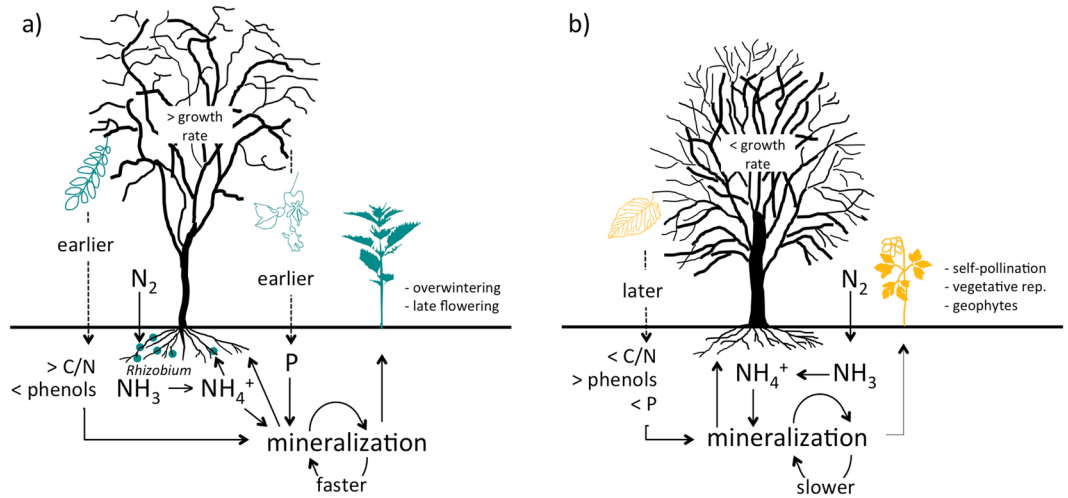 a)
> growth
rate
earlier
earlier
N2
- overwintering
- late flowering
> C/N
< phenols
Rhizobium
NH3 → NH4+
P
mineralization
faster
b)
< growth
rate
later
N2
- self-pollination
- vegetative rep.
- geophytes
< C/N
> phenols
< P
NH4+ ← NH3
mineralization
slower